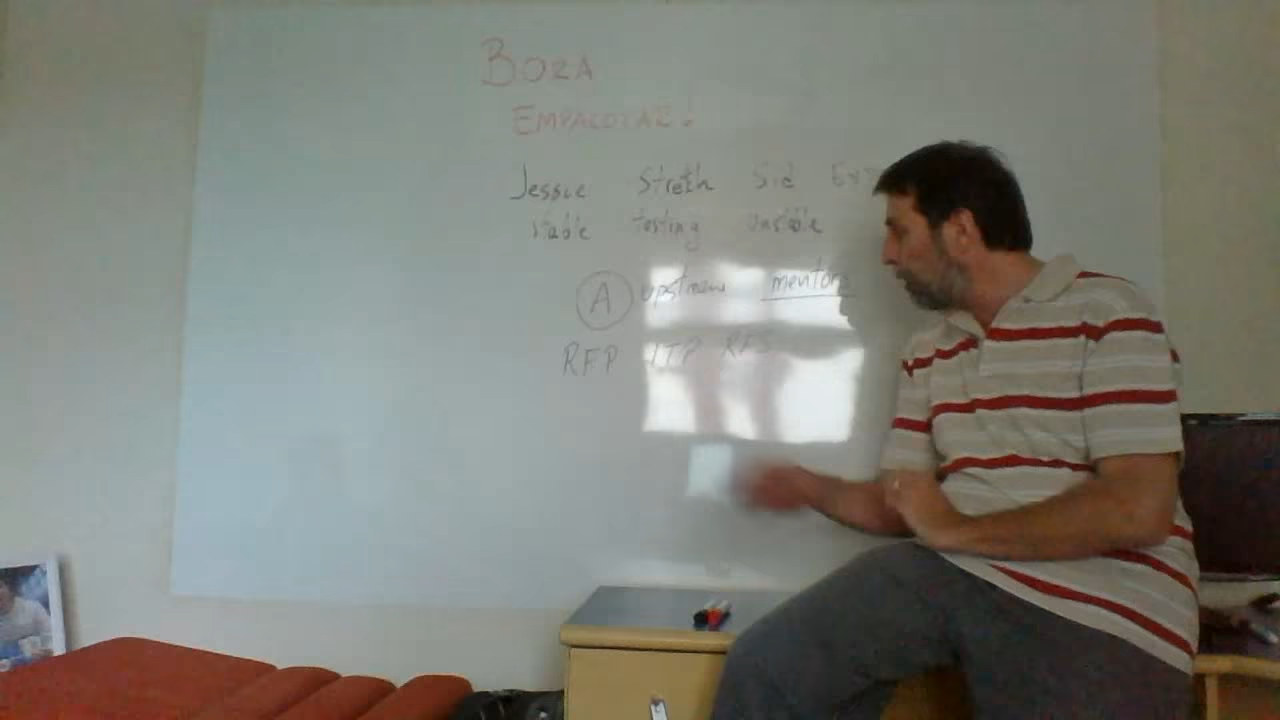 BORA
EMPACOTAR!
Jessie Stretch Sid
stable testing unstable
A upstream mentors
RFP ITP RFS